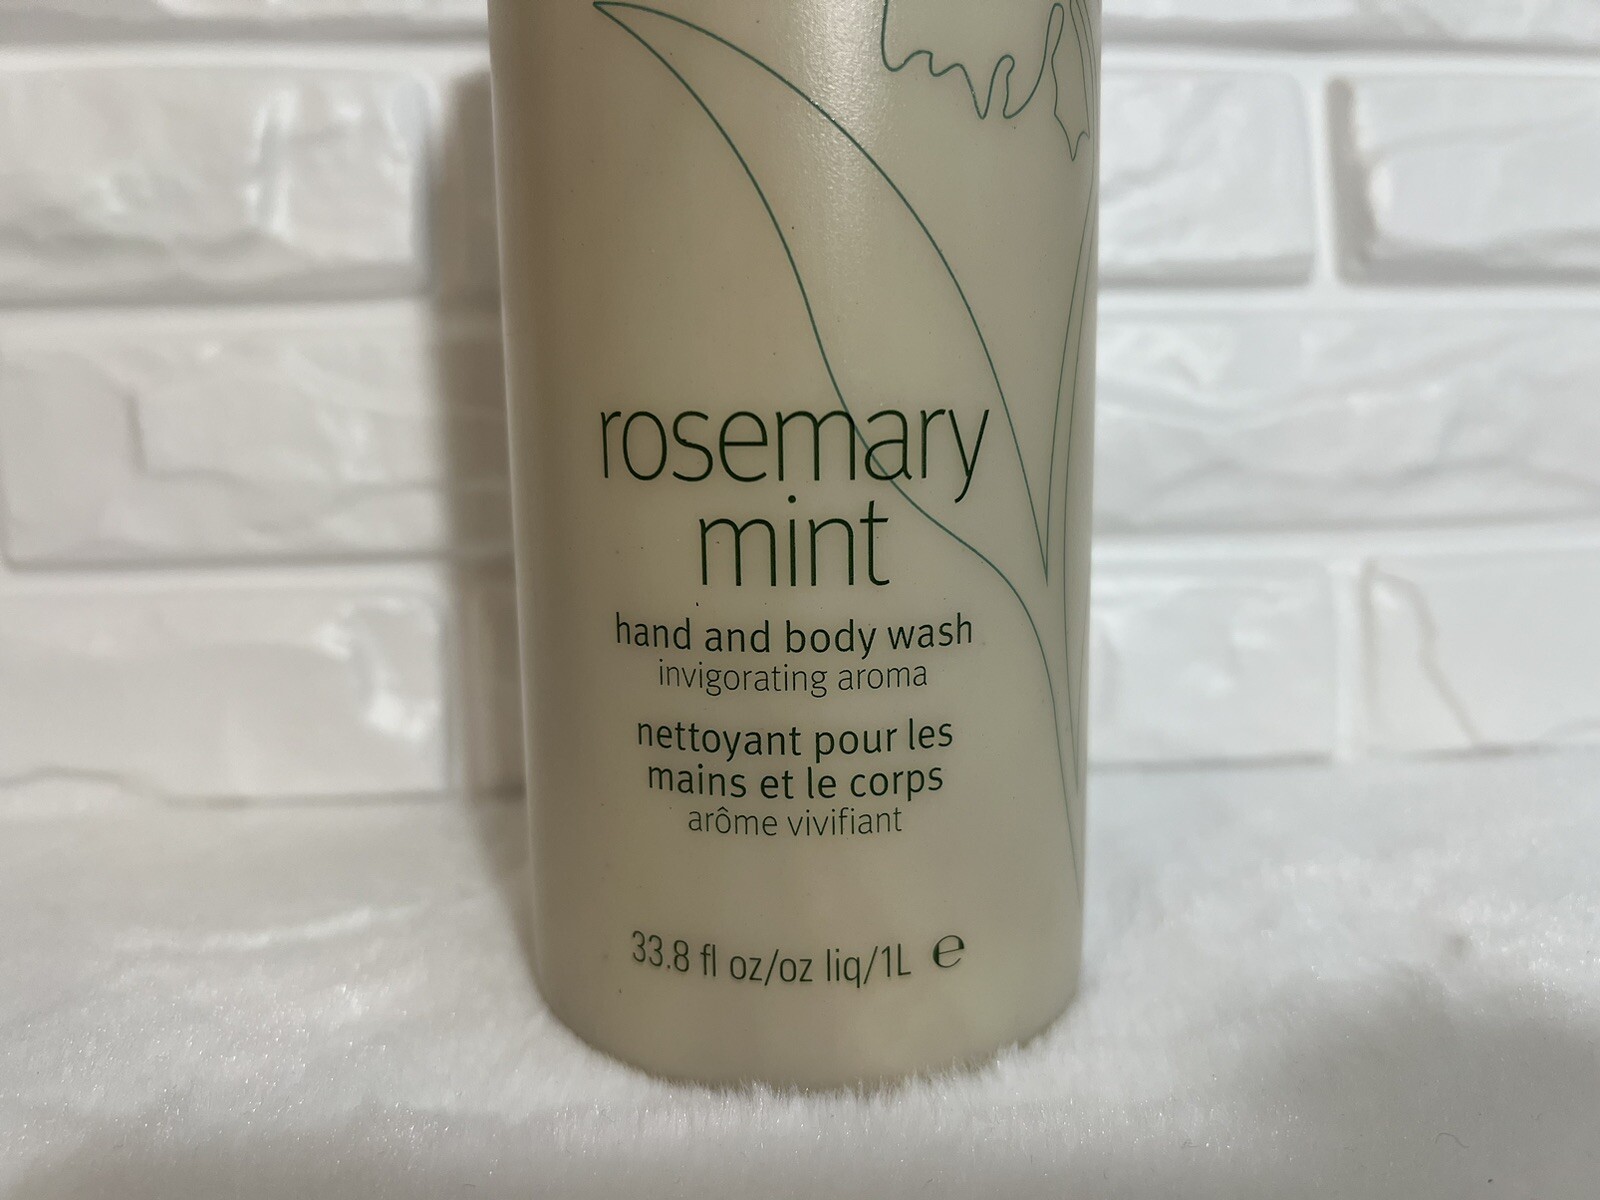 rosemary
mint
hand and body wash
invigorating aroma
nettoyant pour les
mains et le corps
arôme vivifiant
33.8 fl oz/oz liq/1L ℮